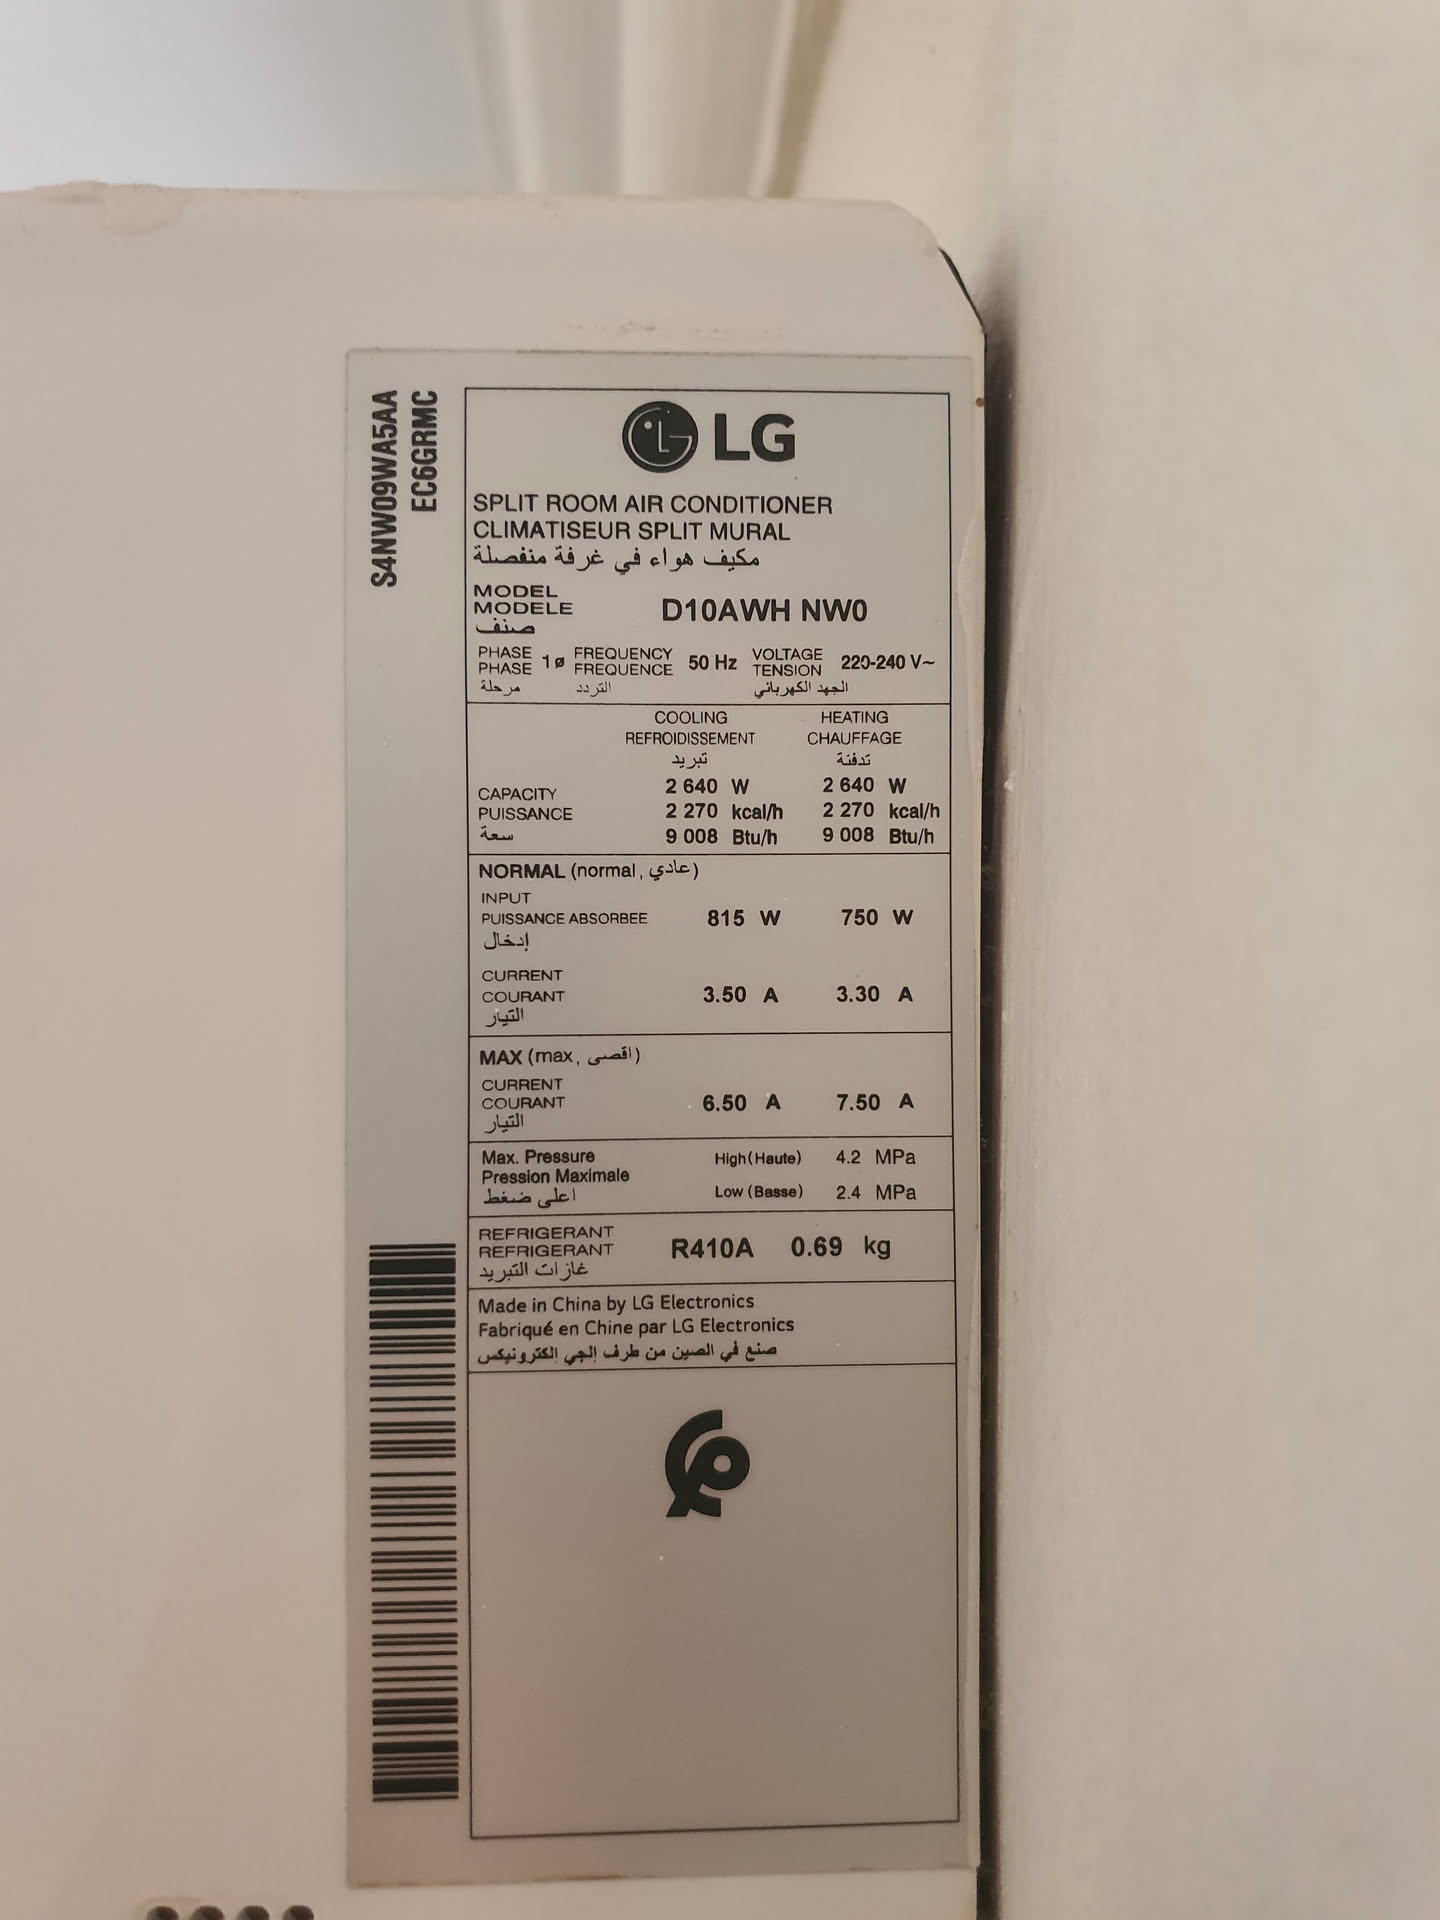 S4NW09WA5AA
EC6GRMC
LG
SPLIT ROOM AIR CONDITIONER
CLIMATISEUR SPLIT MURAL
مكيف هواء في غرفة منفصلة
MODEL
MODELE
صنف
D10AWH NW0
PHASE
PHASE
مرحلة
1ø
FREQUENCY
FREQUENCE
التردد
50 Hz
VOLTAGE
TENSION
الجهد الكهربائي
220-240 V~
COOLING
REFROIDISSEMENT
تبريد
HEATING
CHAUFFAGE
تدفئة
CAPACITY
PUISSANCE
سعة
2 640 W 2 640 W
2 270 kcal/h 2 270 kcal/h
9 008 Btu/h 9 008 Btu/h
NORMAL (normal, عادي)
INPUT
PUISSANCE ABSORBEE 815 W 750 W
إدخال
CURRENT
COURANT 3.50 A 3.30 A
التيار
MAX (max, اقصى)
CURRENT
COURANT 6.50 A 7.50 A
التيار
Max. Pressure High (Haute) 4.2 MPa
Pression Maximale
اعلى ضغط Low (Basse) 2.4 MPa
REFRIGERANT
REFRIGERANT R410A 0.69 kg
غازات التبريد
Made in China by LG Electronics
Fabriqué en Chine par LG Electronics
صنع في الصين من طرف إلجي إلكترونيكس